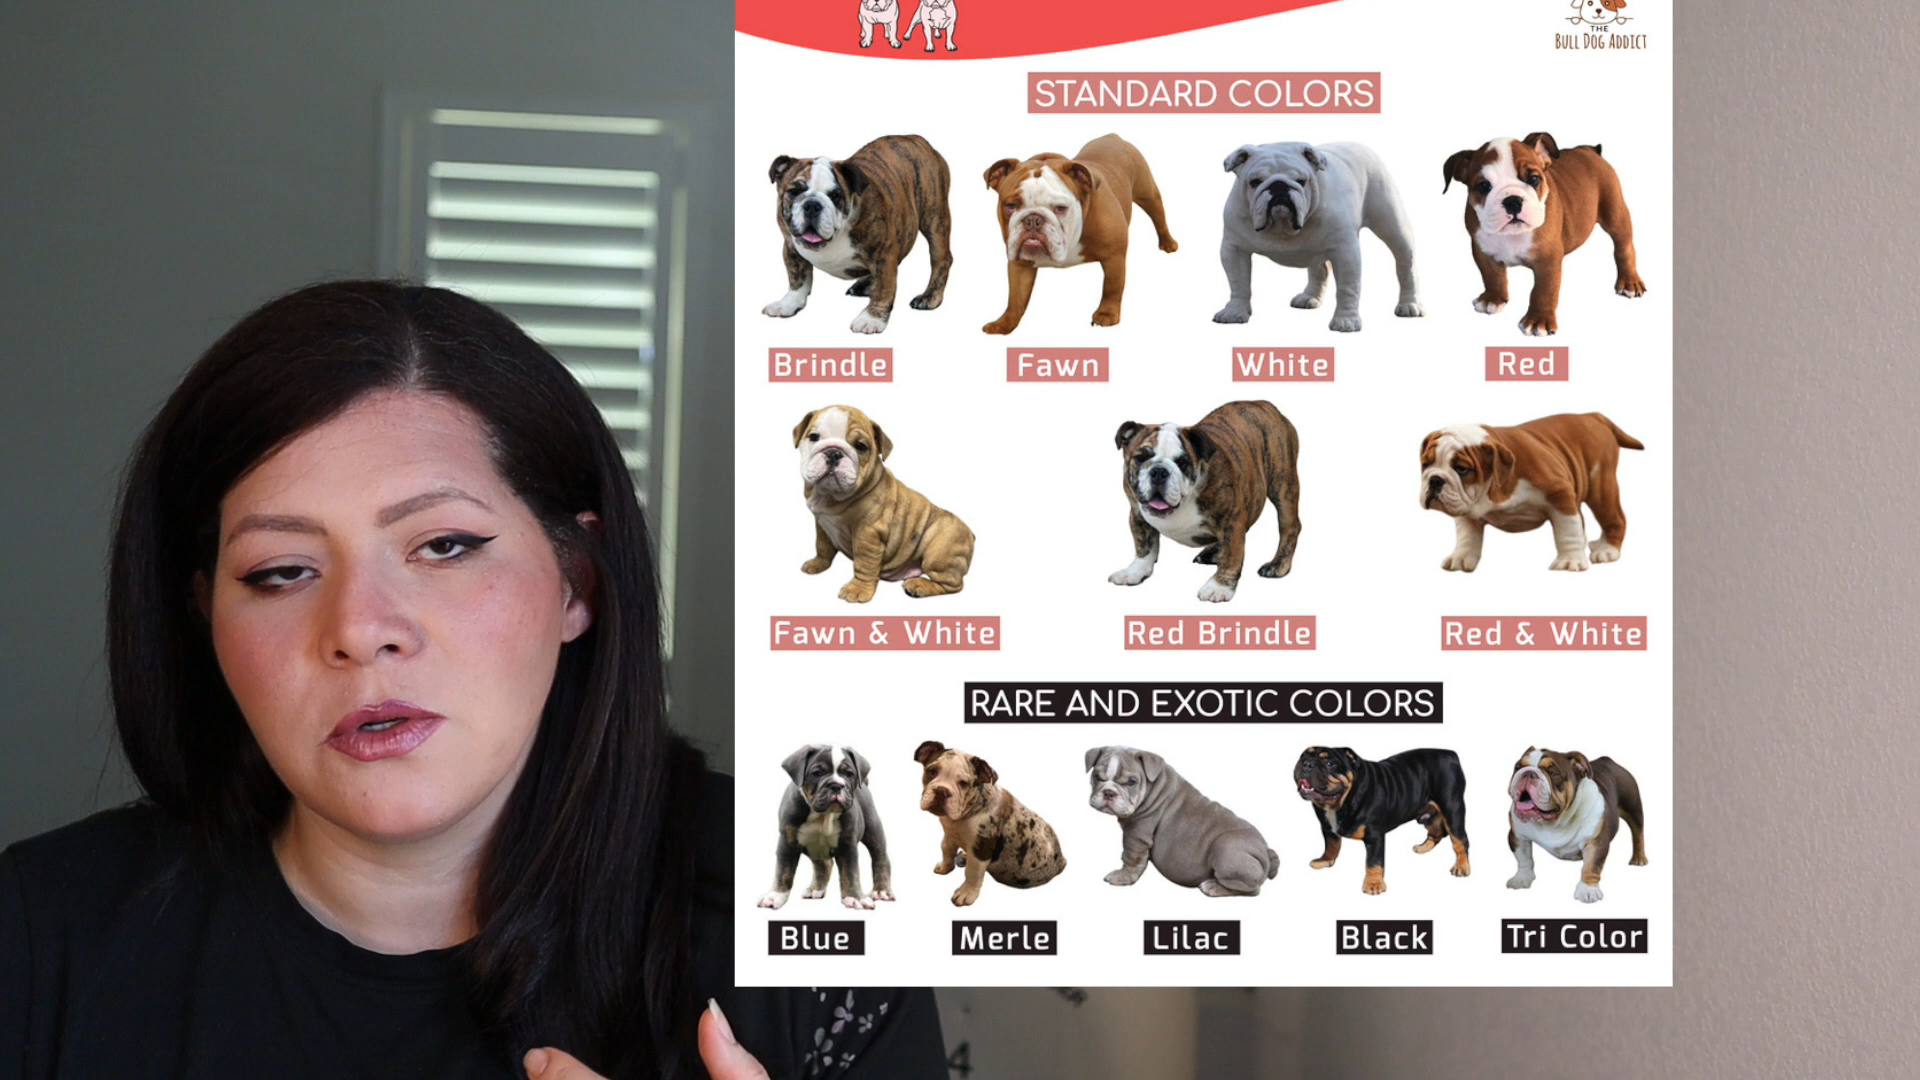 THE
BULL DOG ADDICT
STANDARD COLORS
Brindle
Fawn
White
Red
Fawn & White
Red Brindle
Red & White
RARE AND EXOTIC COLORS
Blue
Merle
Lilac
Black
Tri Color